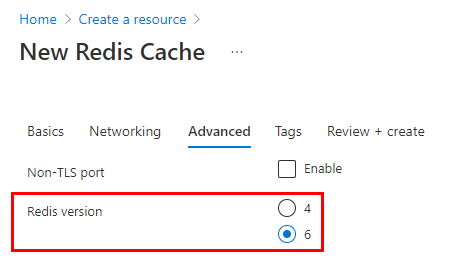 Home > Create a resource >
New Redis Cache ...
Basics Networking Advanced Tags Review + create
Non-TLS port Enable
Redis version 4
6